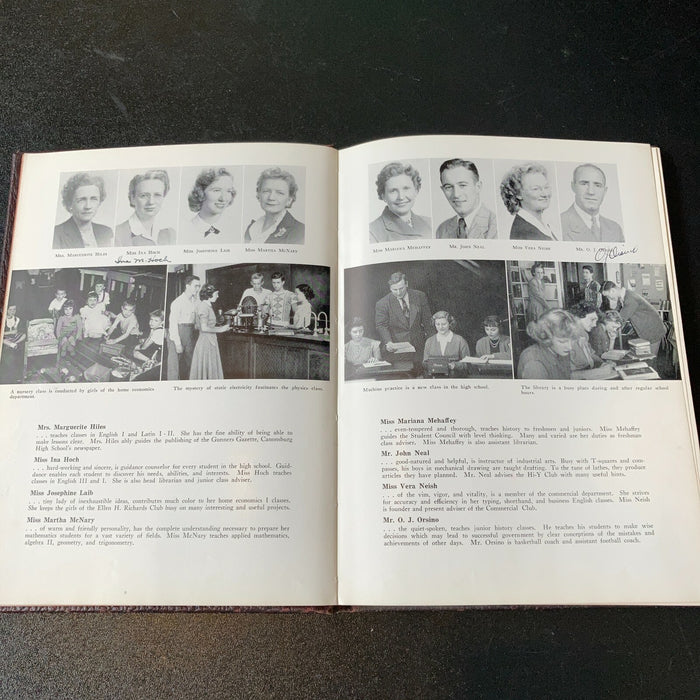 Mrs. Marguerite Hiles
Miss Ina Hoch
Miss Josephine Laib
Miss Martha McNary
Ina M. Hoch
A nursery class is conducted by girls of the home economics
department.
The mystery of static electricity fascinates the physics class.
Mrs. Marguerite Hiles
. . . teaches classes in English I and Latin I - II. She has the fine ability of being able to
make lessons clear. Mrs. Hiles ably guides the publishing of the Gunners Gazette, Canonsburg
High School's newspaper.
Miss Ina Hoch
. . . hard-working and sincere, is guidance counselor for every student in the high school. Guid-
dance enables each student to discover his needs, abilities, and interests. Miss Hoch teaches
classes in English III and I. She is also head librarian and junior class adviser.
Miss Josephine Laib
. . . tiny lady of inexhaustible ideas, contributes much color to her home economics I classes.
She keeps the girls of the Ellen H. Richards Club busy on many interesting and useful projects.
Miss Martha McNary
. . . of warm and friendly personality, has the complete understanding necessary to prepare her
mathematics students for a vast variety of fields. Miss McNary teaches applied mathematics,
algebra II, geometry, and trigonometry.
Miss Mariana Mehaffey
Mr. John Neal
Miss Vera Neish
Mr. O. J.
O J Orsino
Machine practice is a new class in the high school.
The library is a busy place during and after regular school
hours.
Miss Mariana Mehaffey
. . . even-tempered and thorough, teaches history to freshmen and juniors. Miss Mehaffey
guides the Student Council with level thinking. Many and varied are her duties as freshman
class adviser. Miss Mehaffey is also assistant librarian.
Mr. John Neal
. . . good-natured and helpful, is instructor of industrial arts. Busy with T-squares and com-
passes, his boys in mechanical drawing are taught drafting. To the tune of lathes, they produce
articles they have planned. Mr. Neal advises the Hi-Y Club with many useful hints.
Miss Vera Neish
. . . of the vim, vigor, and vitality, is a member of the commercial department. She strives
for accuracy and efficiency in her typing, shorthand, and business English classes. Miss Neish
is founder and present adviser of the Commercial Club.
Mr. O. J. Orsino
. . . the quiet-spoken, teaches junior history classes. He teaches his students to make wise
decisions which may lead to successful government by clear conceptions of the mistakes and
achievements of other days. Mr. Orsino is basketball coach and assistant football coach.